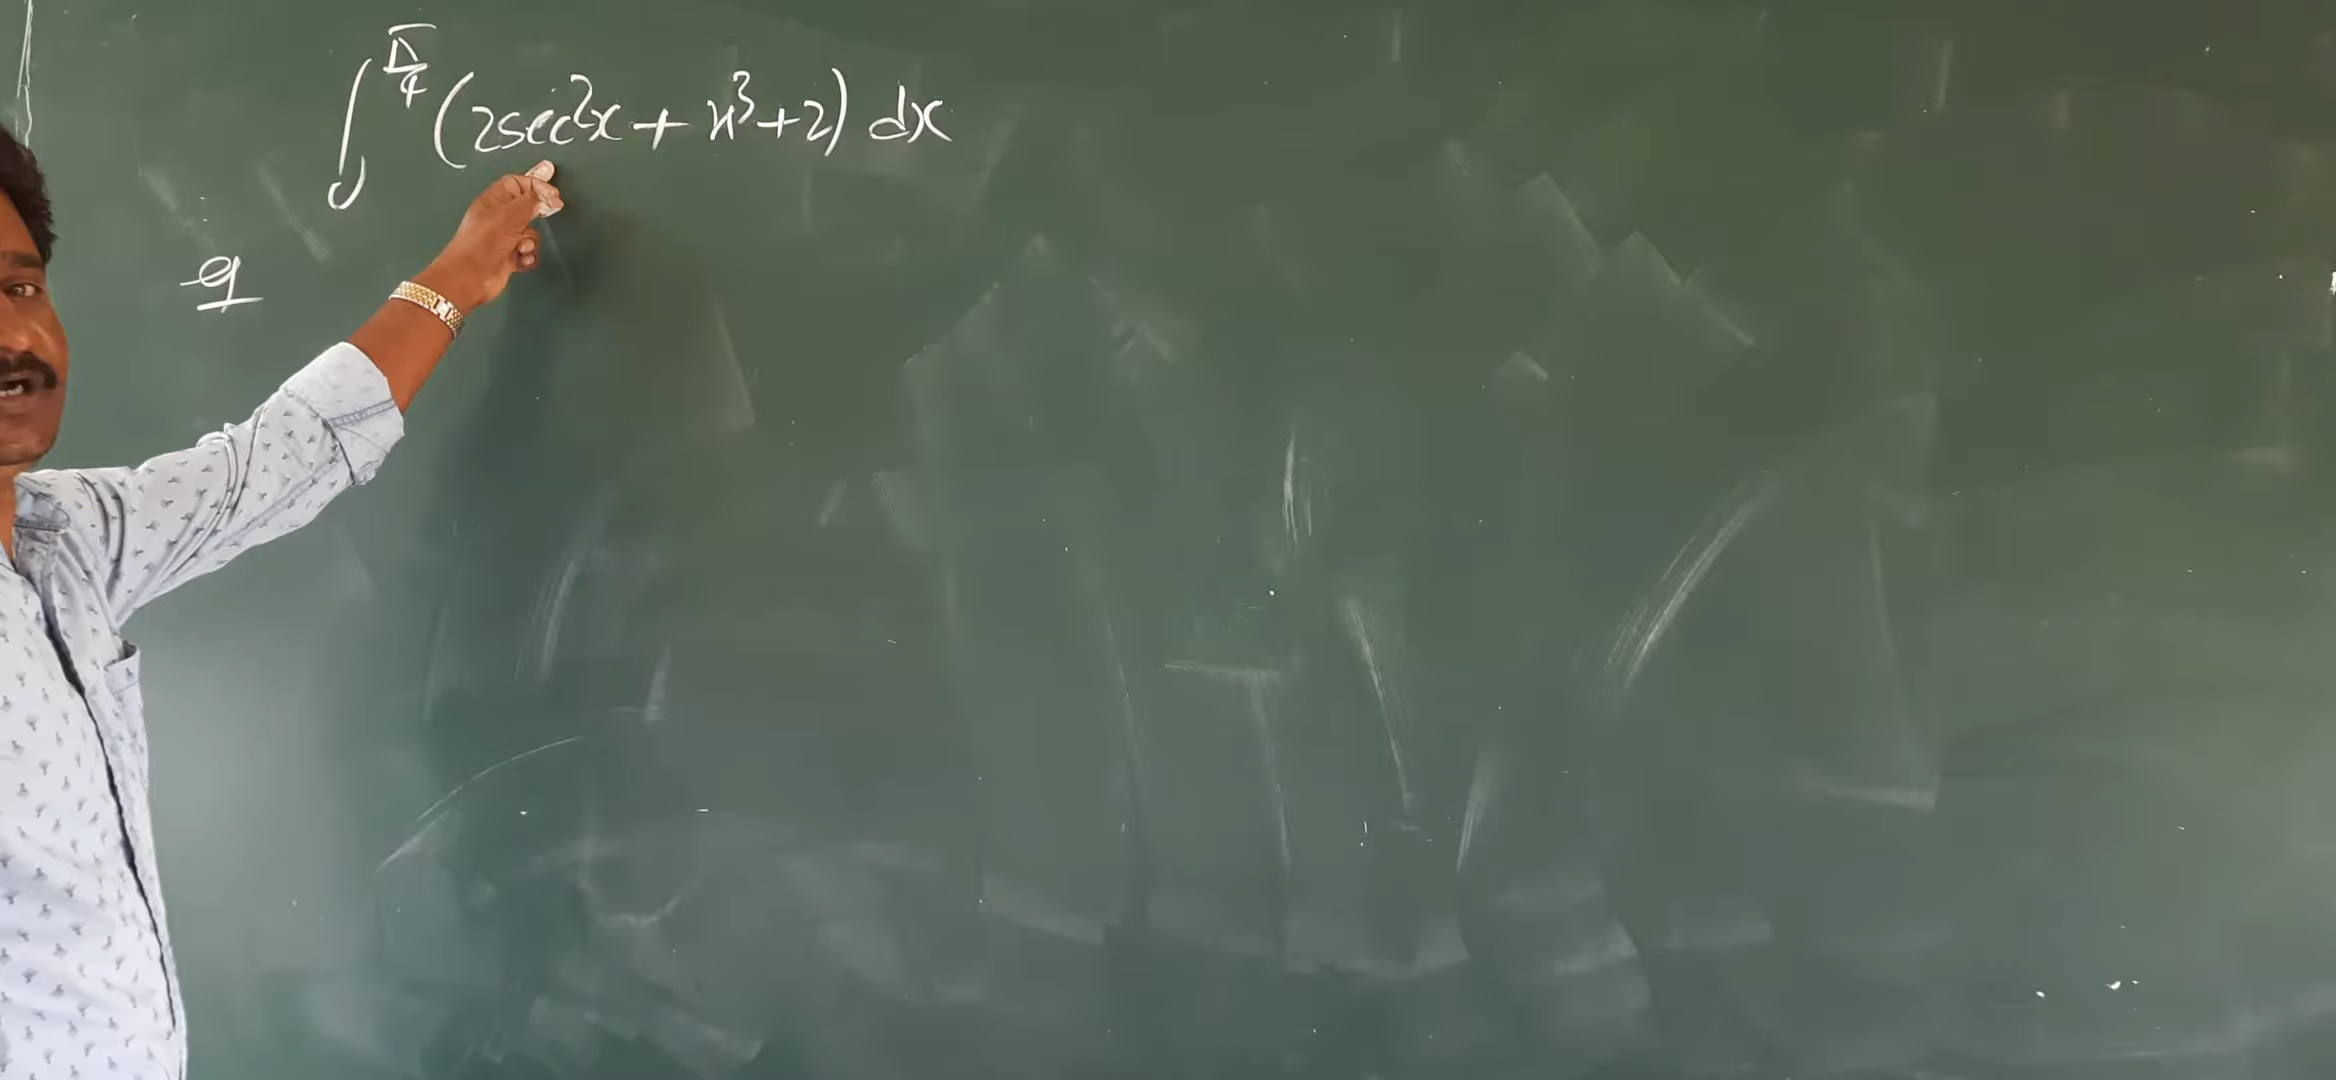 ∫₀^{π/4} (2sec²x + x³+2) dx